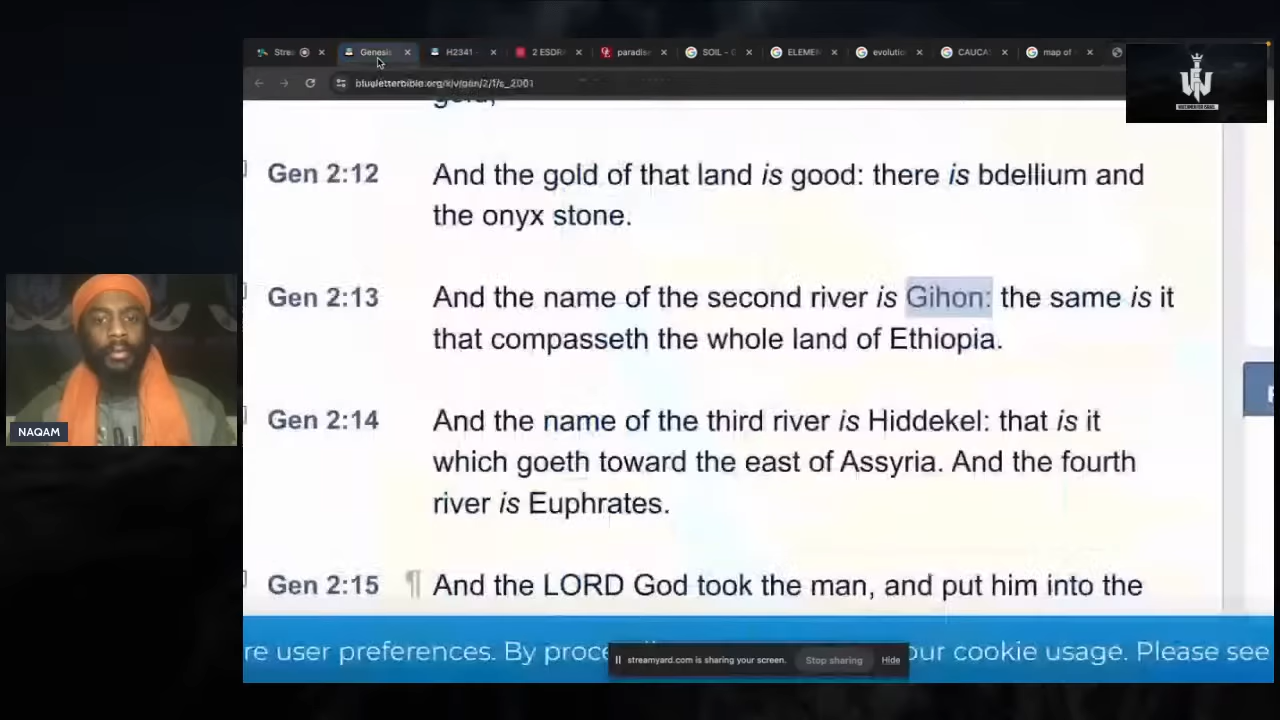 Stre
Genesis
H2341 -
2 ESDR
paradise
SOIL - G
ELEMEN
evolution
CAUCA
map of
gold,
Gen 2:12 And the gold of that land is good: there is bdellium and
the onyx stone.
Gen 2:13 And the name of the second river is Gihon: the same is it
that compasseth the whole land of Ethiopia.
Gen 2:14 And the name of the third river is Hiddekel: that is it
which goeth toward the east of Assyria. And the fourth
river is Euphrates.
Gen 2:15 ¶ And the LORD God took the man, and put him into the
NAQAM
re user preferences. By proce
our cookie usage. Please see
streamyard.com is sharing your screen.
Stop sharing
Hide